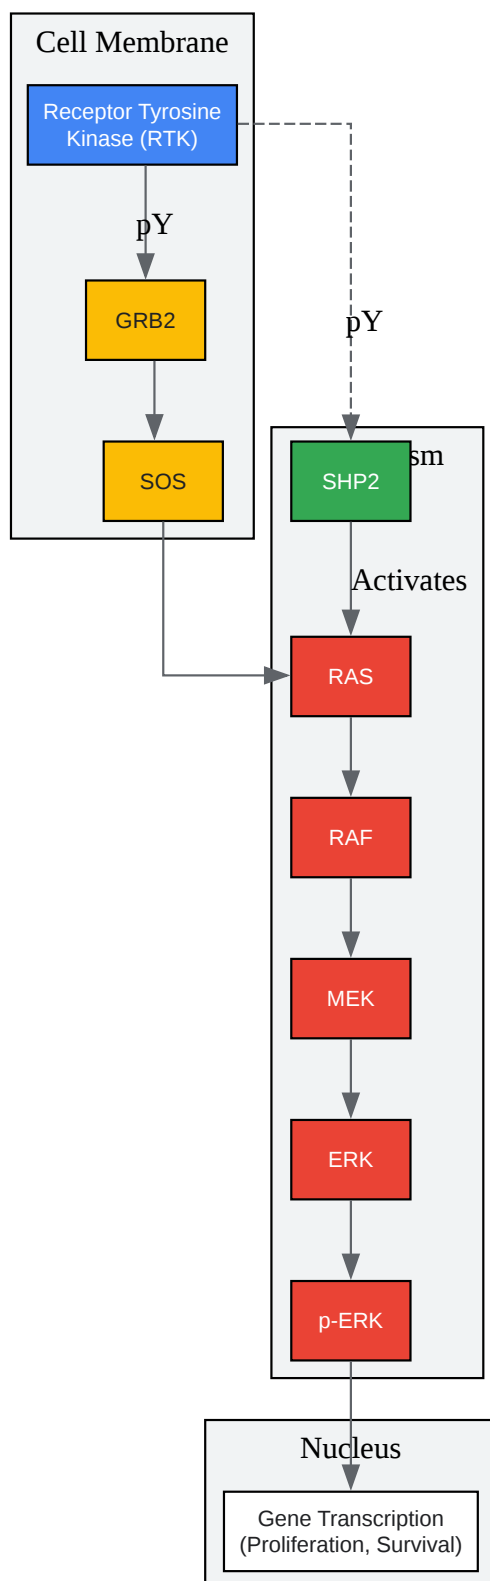 Cell Membrane
Receptor Tyrosine
Kinase (RTK)
pY
GRB2
pY
SOS
SHP2
Activates
RAS
RAF
MEK
ERK
p-ERK
Nucleus
Gene Transcription
(Proliferation, Survival)